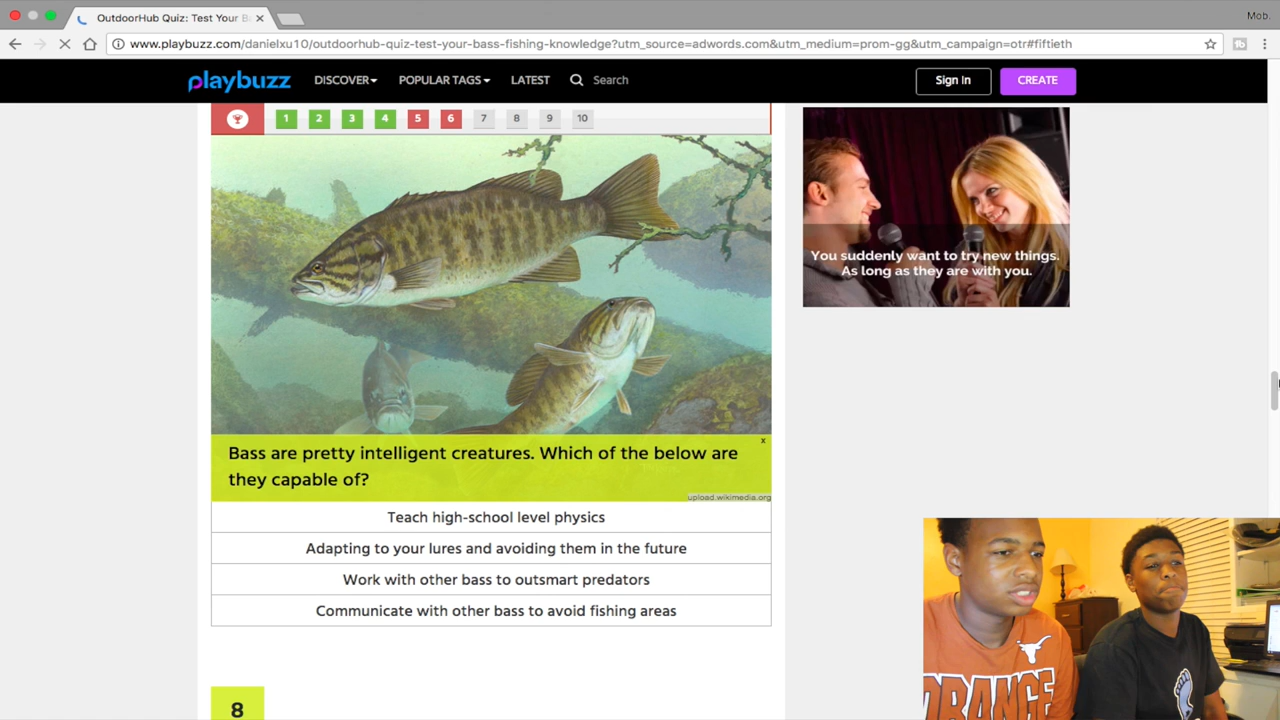 OutdoorHub Quiz: Test Your B
Mob.
www.playbuzz.com/danielxu10/outdoorhub-quiz-test-your-bass-fishing-knowledge?utm_source=adwords.com&utm_medium=prom-gg&utm_campaign=otr#fiftieth
playbuzz DISCOVER POPULAR TAGS LATEST Search Sign In CREATE
1 2 3 4 5 6 7 8 9 10
You suddenly want to try new things.
As long as they are with you.
x
Bass are pretty intelligent creatures. Which of the below are
they capable of?
upload.wikimedia.org
Teach high-school level physics
Adapting to your lures and avoiding them in the future
Work with other bass to outsmart predators
Communicate with other bass to avoid fishing areas
ORANGE
8